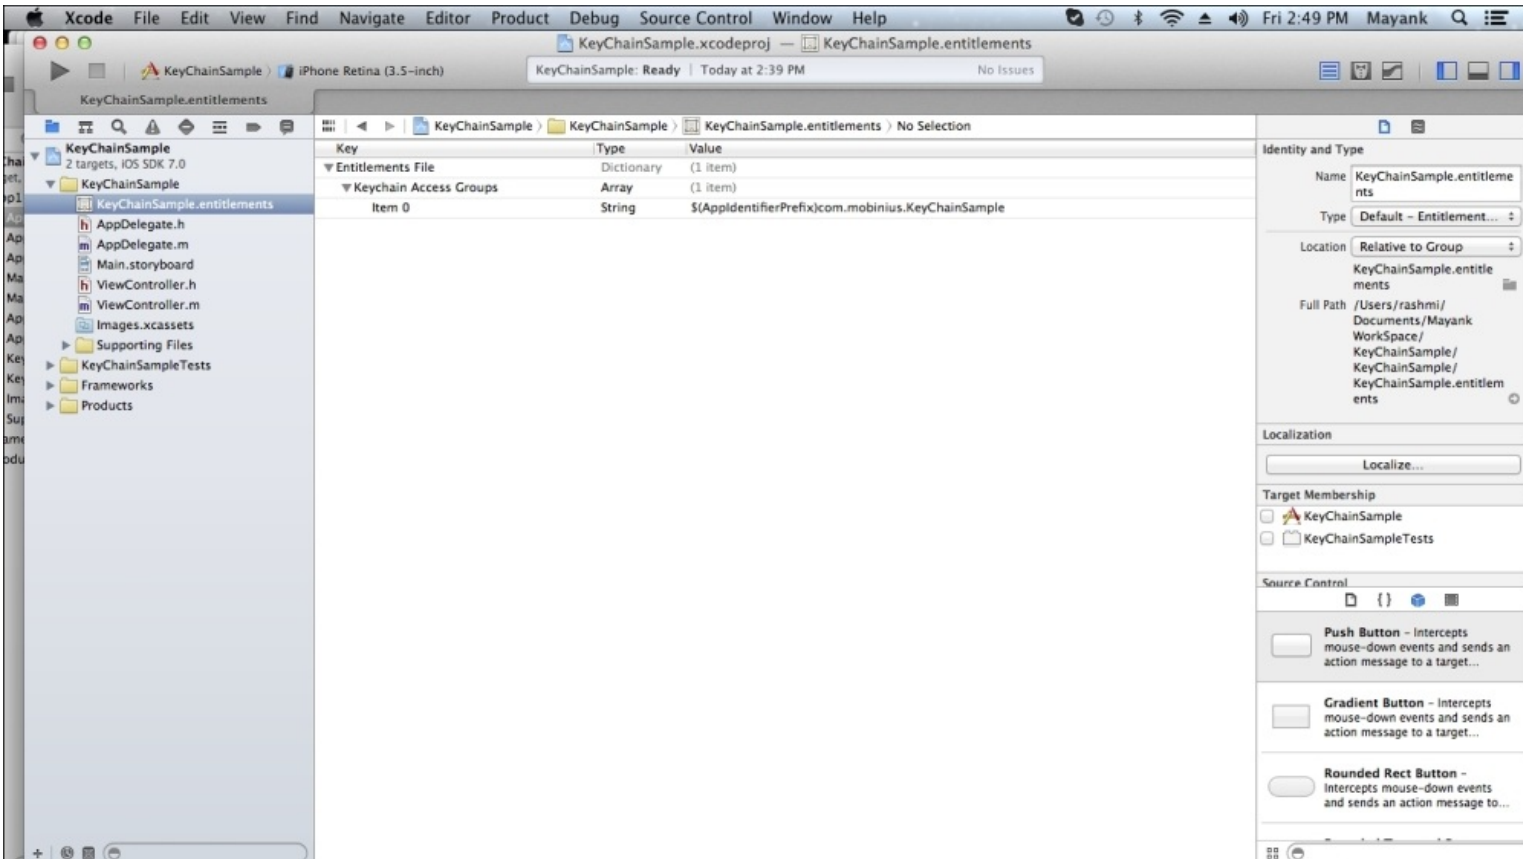 Xcode File Edit View Find Navigate Editor Product Debug Source Control Window Help Fri 2:49 PM Mayank
KeyChainSample.xcodeproj — KeyChainSample.entitlements
KeyChainSample iPhone Retina (3.5-inch) KeyChainSample: Ready Today at 2:39 PM No Issues
KeyChainSample.entitlements
KeyChainSample KeyChainSample KeyChainSample.entitlements No Selection
KeyChainSample
2 targets, iOS SDK 7.0
KeyChainSample
KeyChainSample.entitlements
AppDelegate.h
AppDelegate.m
Main.storyboard
ViewController.h
ViewController.m
Images.xcassets
Supporting Files
KeyChainSampleTests
Frameworks
Products
Key Type Value
Entitlements File Dictionary (1 item)
Keychain Access Groups Array (1 item)
Item 0 String $(AppIdentifierPrefix)com.mobinius.KeyChainSample
Identity and Type
Name KeyChainSample.entitleme
nts
Type Default - Entitlement...
Location Relative to Group
KeyChainSample.entitle
ments
Full Path /Users/rashmi/
Documents/Mayank
WorkSpace/
KeyChainSample/
KeyChainSample/
KeyChainSample.entitlem
ents
Localization
Localize...
Target Membership
KeyChainSample
KeyChainSampleTests
Source Control
Push Button - Intercepts
mouse-down events and sends an
action message to a target...
Gradient Button - Intercepts
mouse-down events and sends an
action message to a target...
Rounded Rect Button -
Intercepts mouse-down events
and sends an action message to...